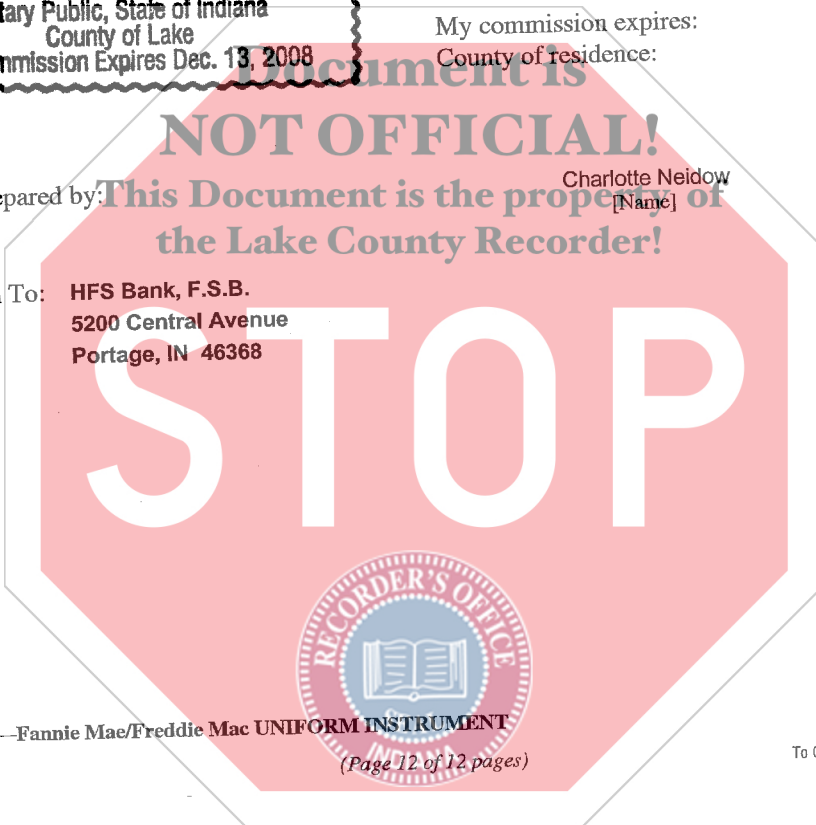 tary Public, State of Indiana
County of Lake
mmission Expires Dec. 13, 2008
My commission expires:
County of residence:
Document is
NOT OFFICIAL!
This Document is the property of
the Lake County Recorder!
epared by:
Charlotte Neidow
[Name]
To:
HFS Bank, F.S.B.
5200 Central Avenue
Portage, IN 46368
STOP
RECORDER'S OFFICE
SEAL
INDIANA
—Fannie Mae/Freddie Mac UNIFORM INSTRUMENT
(Page 12 of 12 pages)
To